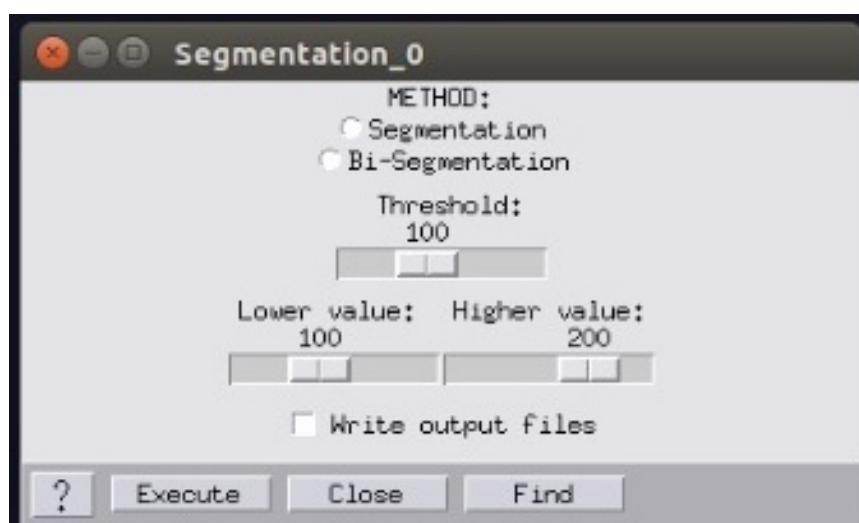 Segmentation_0
METHOD:
Segmentation
Bi-Segmentation
Threshold:
100
Lower value: Higher value:
100 200
Write output files
? Execute Close Find